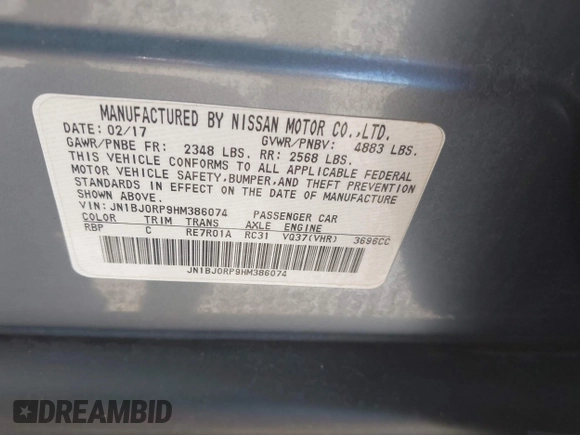 MANUFACTURED BY NISSAN MOTOR CO.,LTD.
DATE: 02/17 GVWR/PNBV: 4883 LBS.
GAWR/PNBE FR: 2348 LBS. RR: 2568 LBS.
THIS VEHICLE CONFORMS TO ALL APPLICABLE FEDERAL
MOTOR VEHICLE SAFETY,BUMPER,AND THEFT PREVENTION
STANDARDS IN EFFECT ON THE DATE OF MANUFACTURE
SHOWN ABOVE.
VIN: JN1BJ0RP9HM386074 PASSENGER CAR
COLOR TRIM TRANS AXLE ENGINE
RBP C RE7R01A RC31 VQ37(VHR) 3696CC
JN1BJ0RP9HM386074
DREAMBID